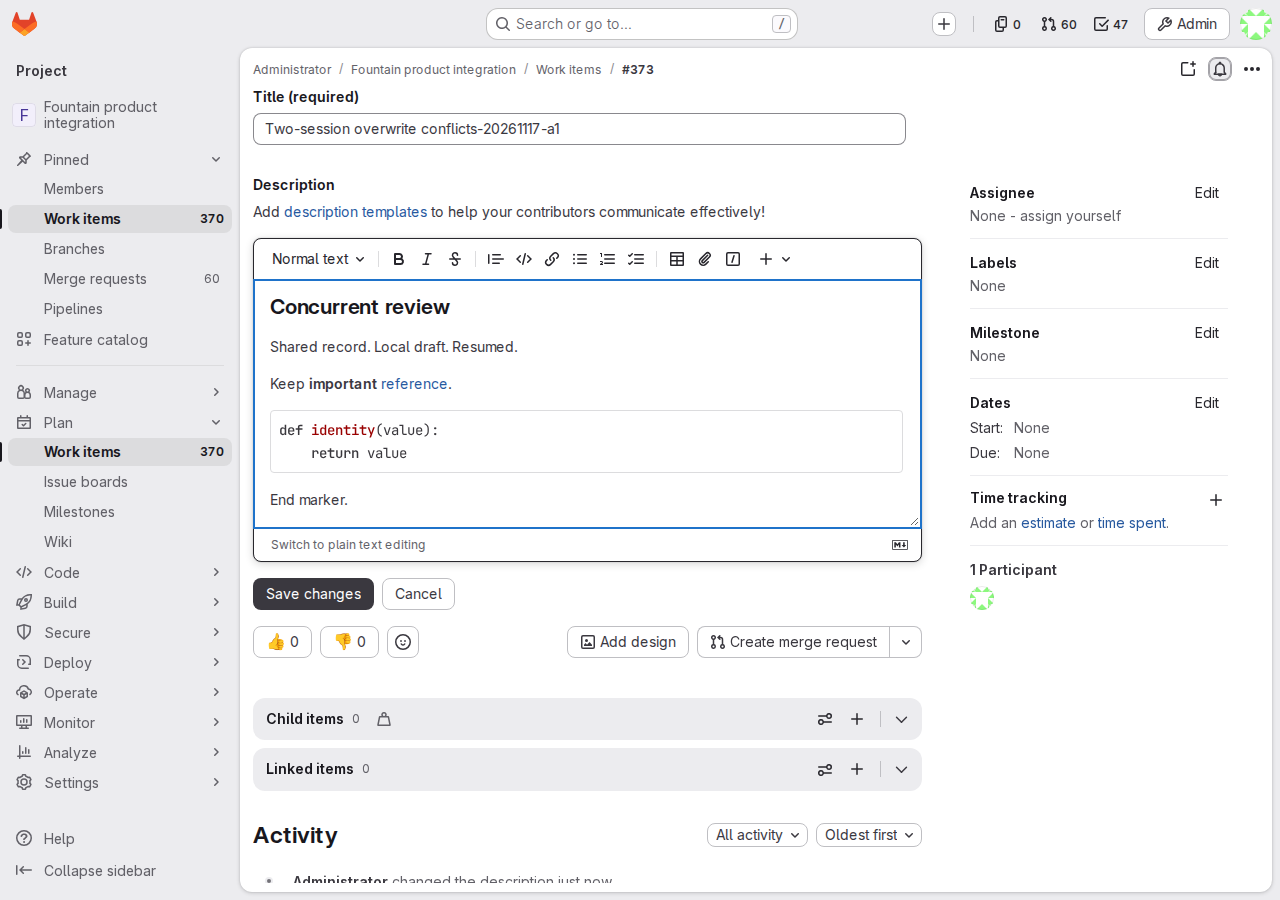 Search or go to...
/
0
60
47
Admin
Project
F
Fountain product
integration
Pinned
Members
Work items 370
Branches
Merge requests 60
Pipelines
Feature catalog
Manage
Plan
Work items 370
Issue boards
Milestones
Wiki
Code
Build
Secure
Deploy
Operate
Monitor
Analyze
Settings
Help
Collapse sidebar
Administrator / Fountain product integration / Work items / #373
Title (required)
Two-session overwrite conflicts-20261117-a1
Description
Add description templates to help your contributors communicate effectively!
Normal text
Concurrent review
Shared record. Local draft. Resumed.
Keep important reference.
def identity(value):
return value
End marker.
Switch to plain text editing
Save changes
Cancel
👍 0
👎 0
Add design
Create merge request
Child items 0
Linked items 0
Activity
All activity
Oldest first
Administrator changed the description just now
Assignee
Edit
None - assign yourself
Labels
Edit
None
Milestone
Edit
None
Dates
Edit
Start: None
Due: None
Time tracking
Add an estimate or time spent.
1 Participant